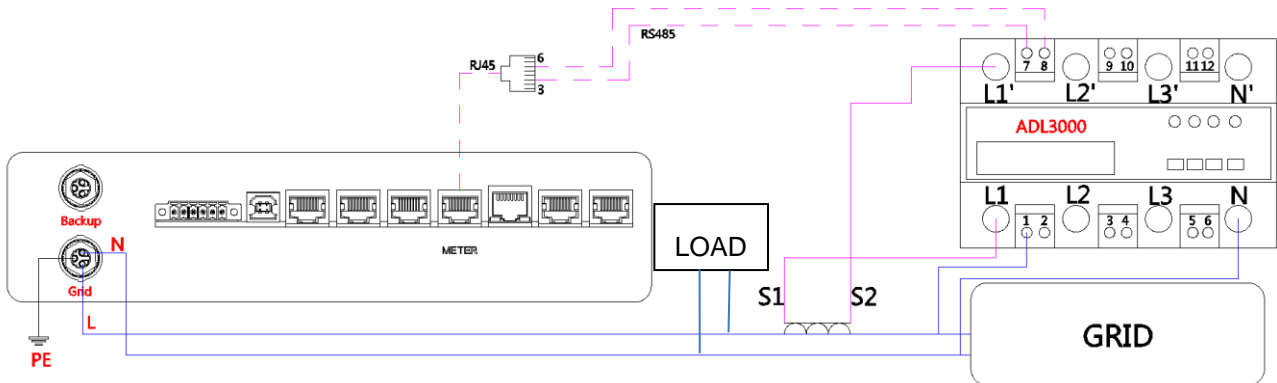 RS485
RJ45
6
3
7 8
9 10
11 12
L1'
L2'
L3'
N'
ADL3000
Backup
L1
L2
L3
N
1 2
3 4
5 6
N
METER
LOAD
Grid
S1
S2
L
GRID
PE